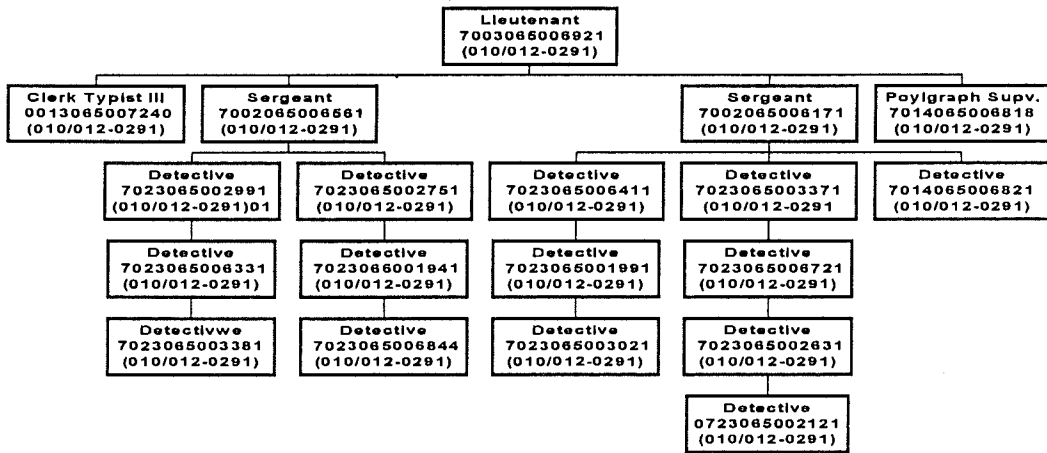 Lieutenant
7003065006921
(010/012-0291)
Clerk Typist III
0013065007240
(010/012-0291)
Sergeant
7002065006561
(010/012-0291)
Sergeant
7002065006171
(010/012-0291)
Poylgraph Supv.
7014065006818
(010/012-0291)
Detective
7023065002991
(010/012-0291)01
Detective
7023065002751
(010/012-0291)
Detective
7023065006411
(010/012-0291)
Detective
7023065003371
(010/012-0291
Detective
7014065006821
(010/012-0291)
Detective
7023065006331
(010/012-0291)
Detective
7023066001941
(010/012-0291)
Detective
7023065001991
(010/012-0291)
Detective
7023065006721
(010/012-0291)
Detectivwe
7023065003381
(010/012-0291)
Detective
7023065006844
(010/012-0291)
Detective
7023065003021
(010/012-0291)
Detective
7023065002631
(010/012-0291)
Detective
0723065002121
(010/012-0291)